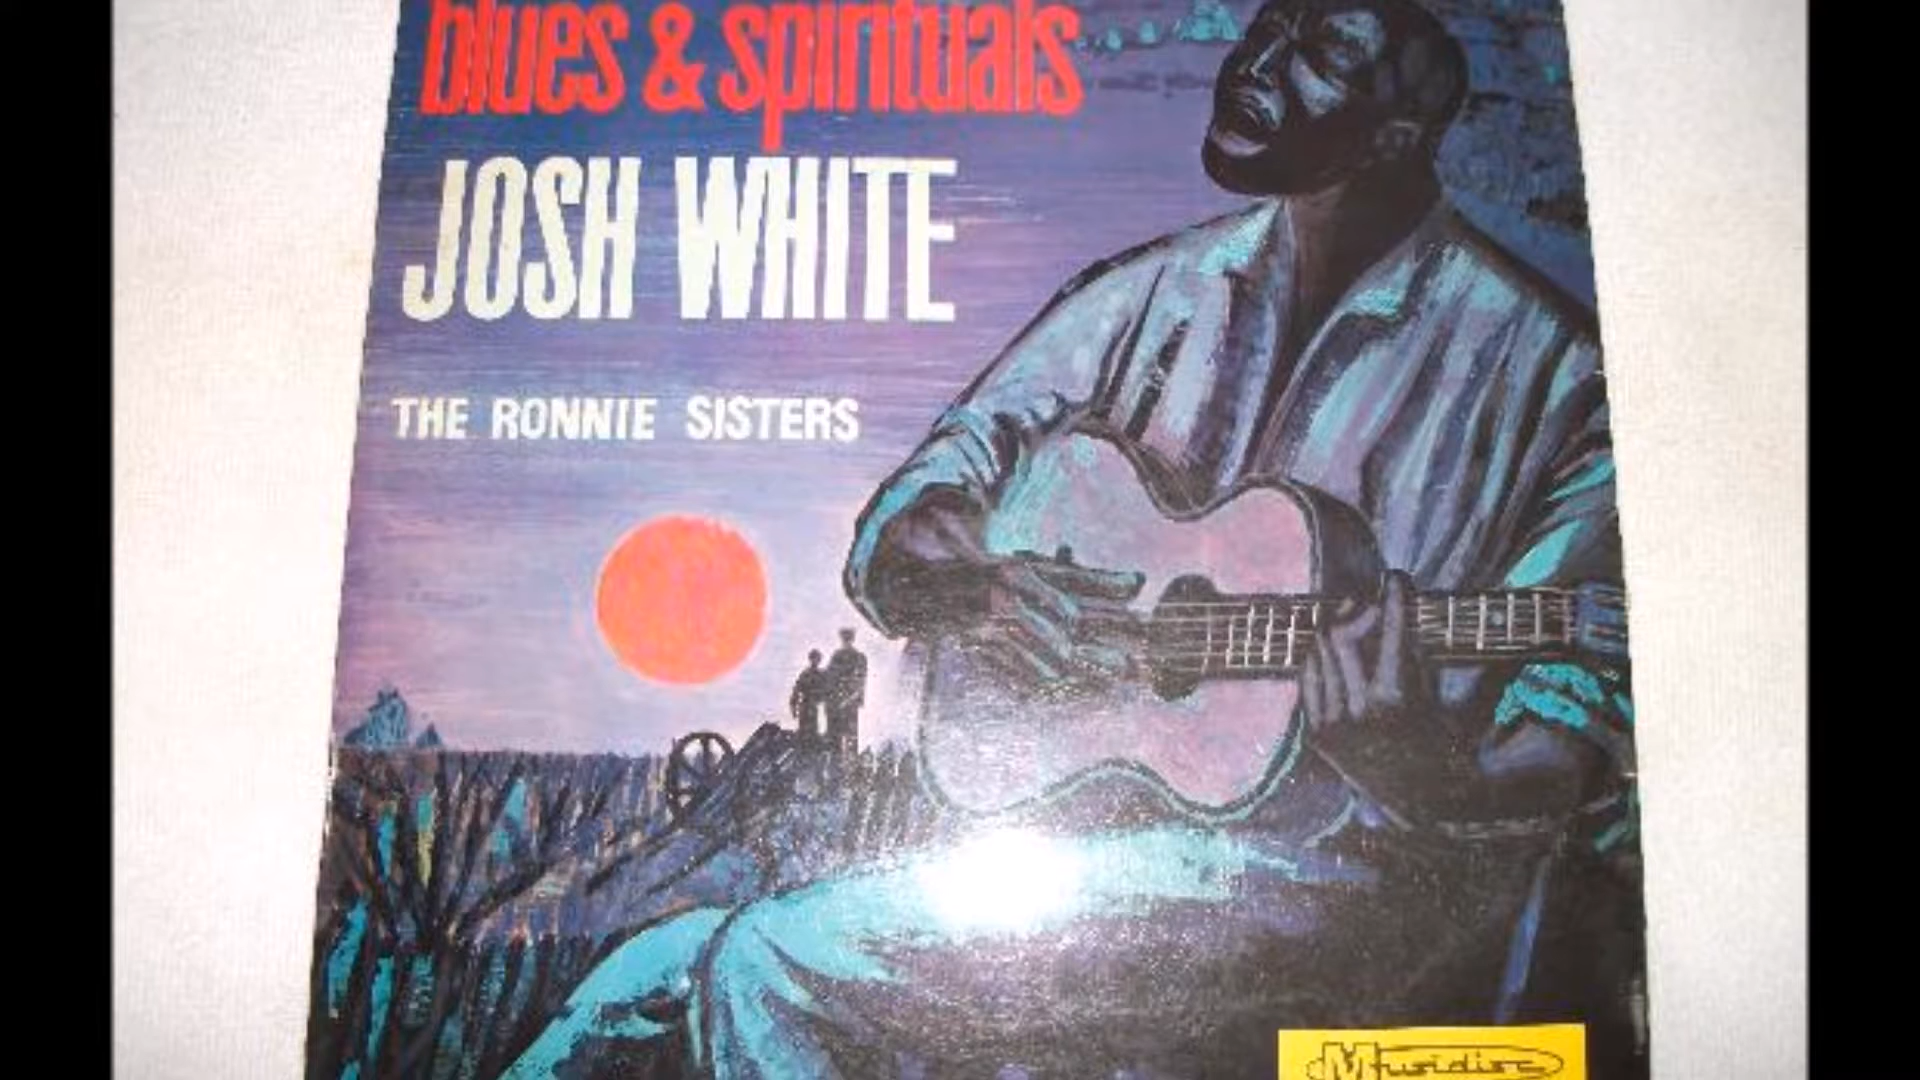 blues & spirituals
JOSH WHITE
THE RONNIE SISTERS
Musidisc